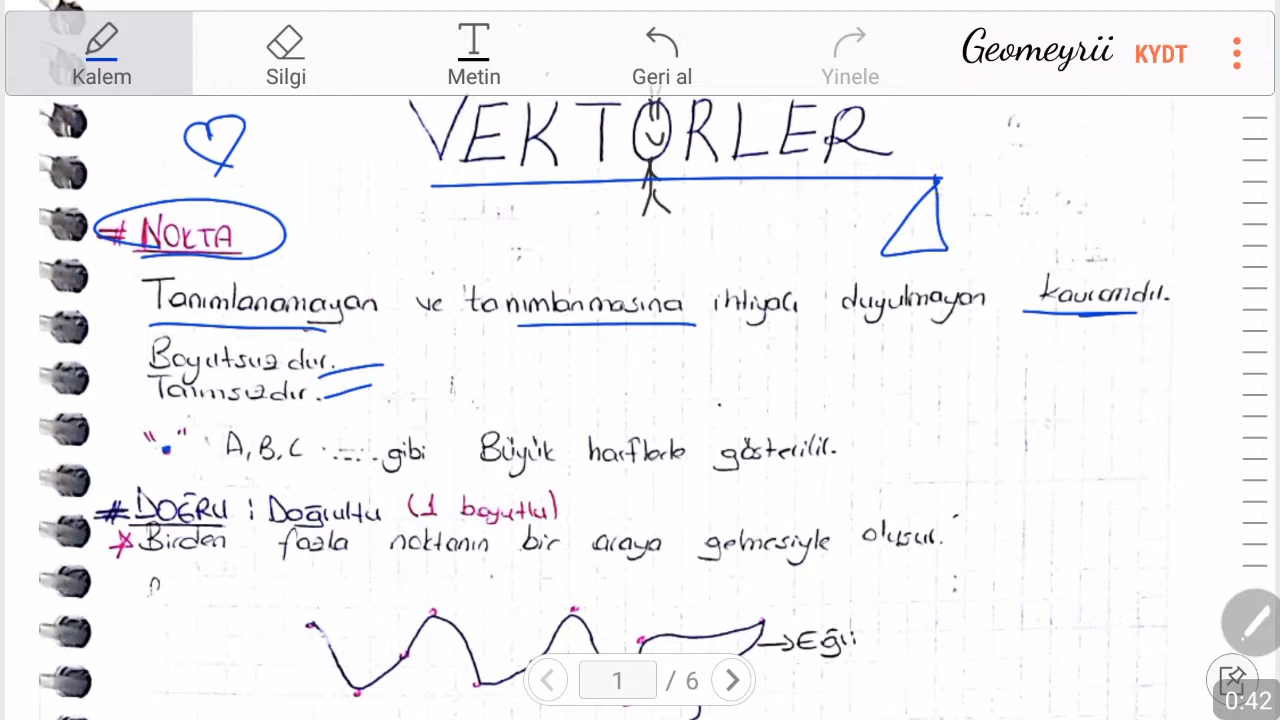 Kalem
Silgi
Metin
Geri al
Yinele
Geomeyrii KYDT
VEKTÖRLER
# NOKTA
Tanımlanamayan ve tanımlanmasına ihtiyacı duyulmayan kavramdır.
Boyutsuzdur.
Tanımsızdır.
"." A, B, C ..... gibi Büyük harflerle gösterilir.
# DOĞRU : Doğrultu (1 boyutlu)
* Birden fazla noktanın bir araya gelmesiyle oluşur.
→ Eğri
1 / 6
0:42